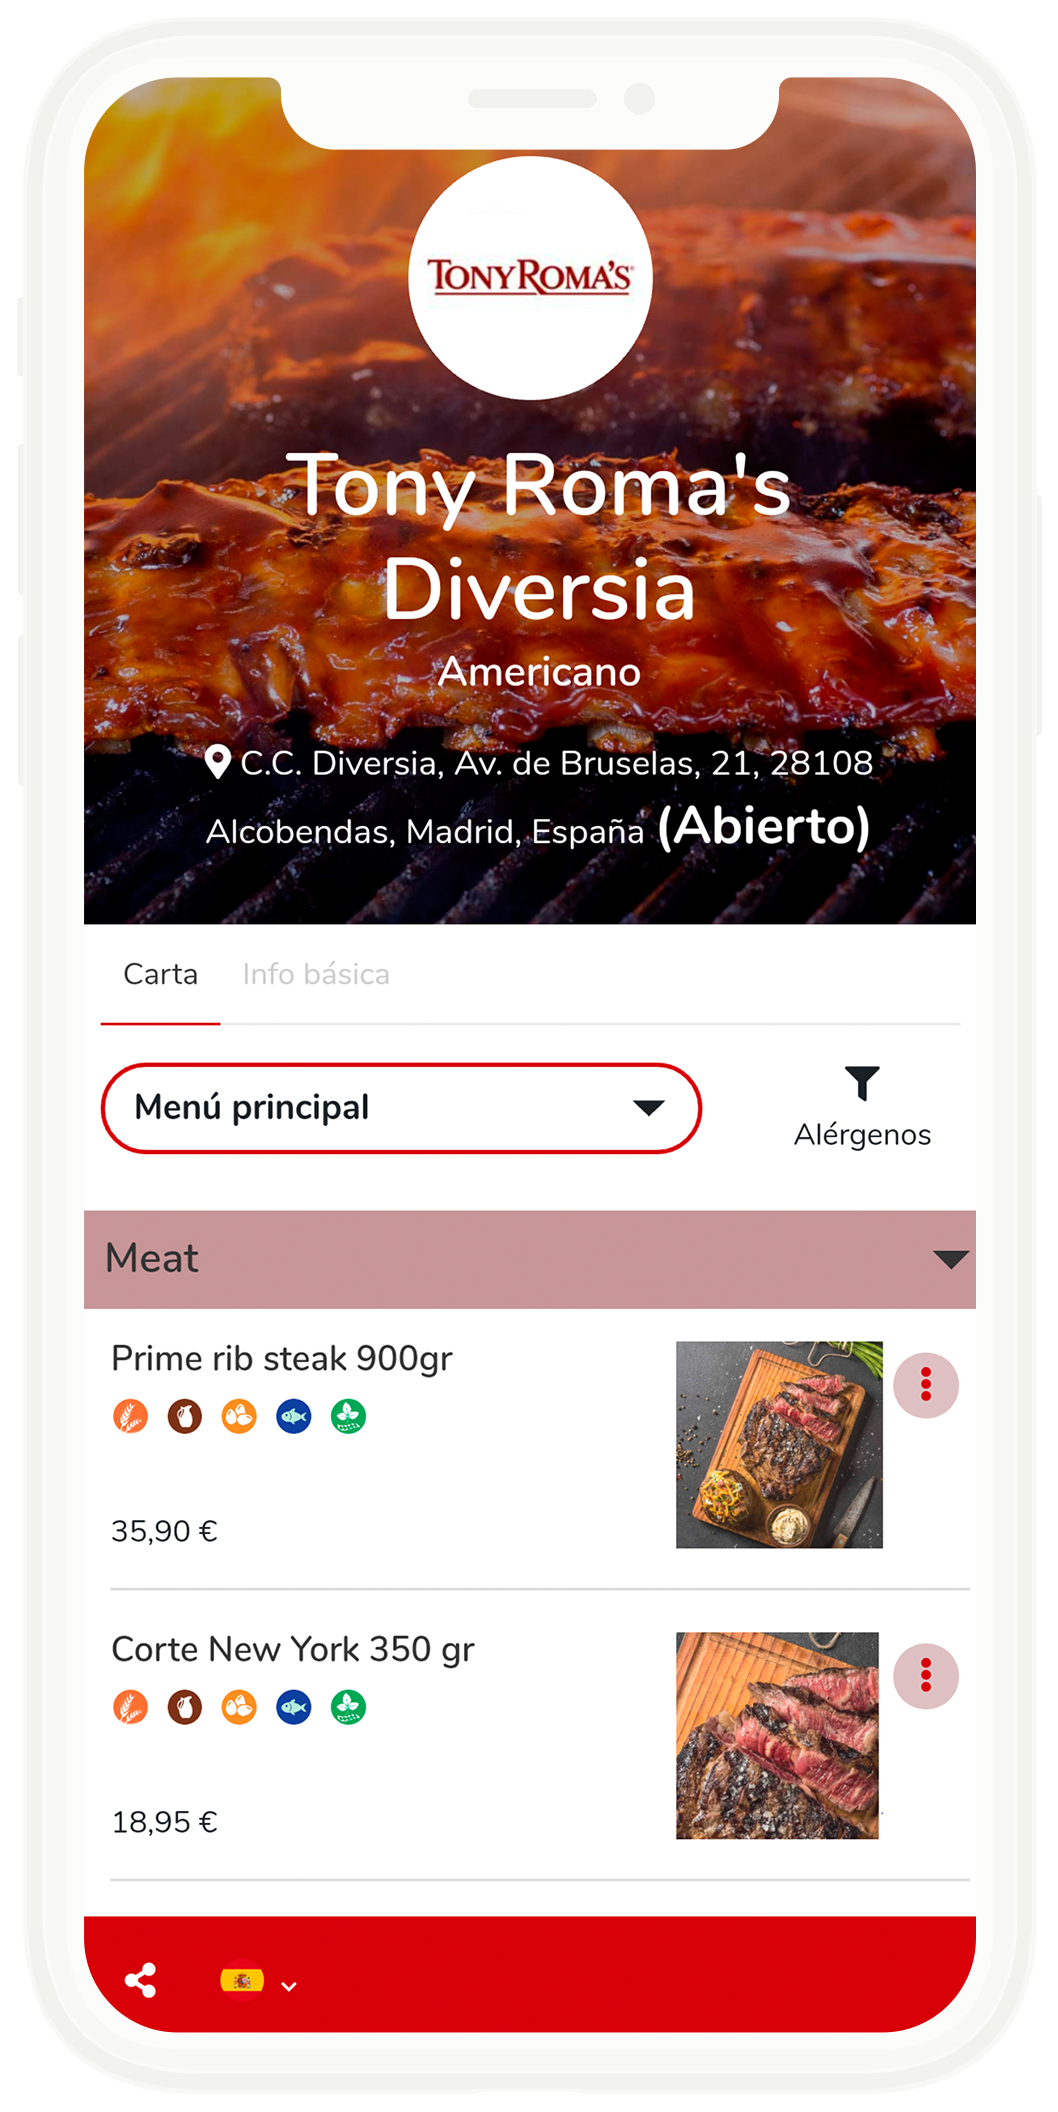 TONY ROMA'S
Tony Roma's
Diversia
Americano
C.C. Diversia, Av. de Bruselas, 21, 28108
Alcobendas, Madrid, España (Abierto)
Carta Info básica
Menú principal
Alérgenos
Meat
Prime rib steak 900gr
35,90 €
Corte New York 350 gr
18,95 €